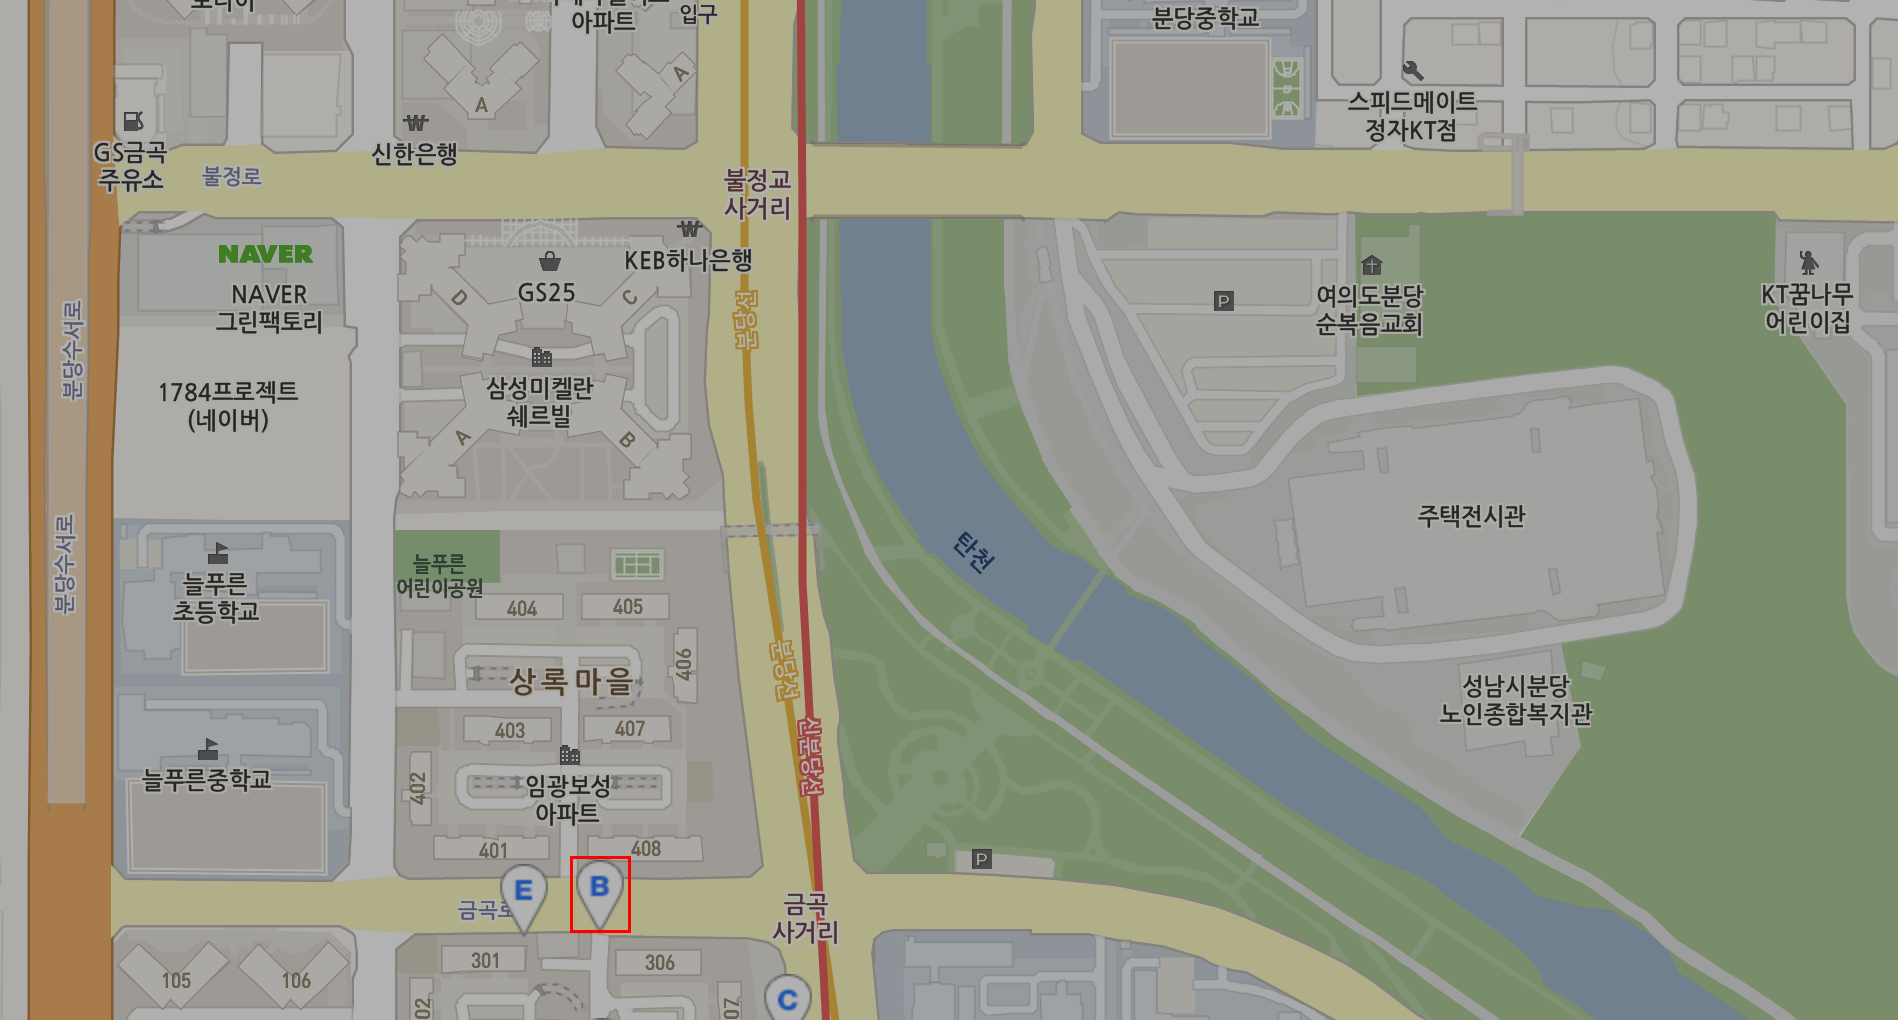 아파트
입구
분당중학교
스피드메이트
정자KT점
A
A
GS금곡
주유소
불정로
신한은행
불정교
사거리
NAVER
NAVER
그린팩토리
KEB하나은행
GS25
D
C
분당선
P
여의도분당
순복음교회
KT꿈나무
어린이집
분당수서로
1784프로젝트
(네이버)
삼성미켈란
쉐르빌
A
B
주택전시관
탄천
분당수서로
늘푸른
초등학교
늘푸른
어린이공원
404
405
406
상록마을
분당선
성남시분당
노인종합복지관
403
407
신분당선
늘푸른중학교
402
임광보성
아파트
401
408
P
E
B
금곡로
금곡
사거리
105
106
301
306
C